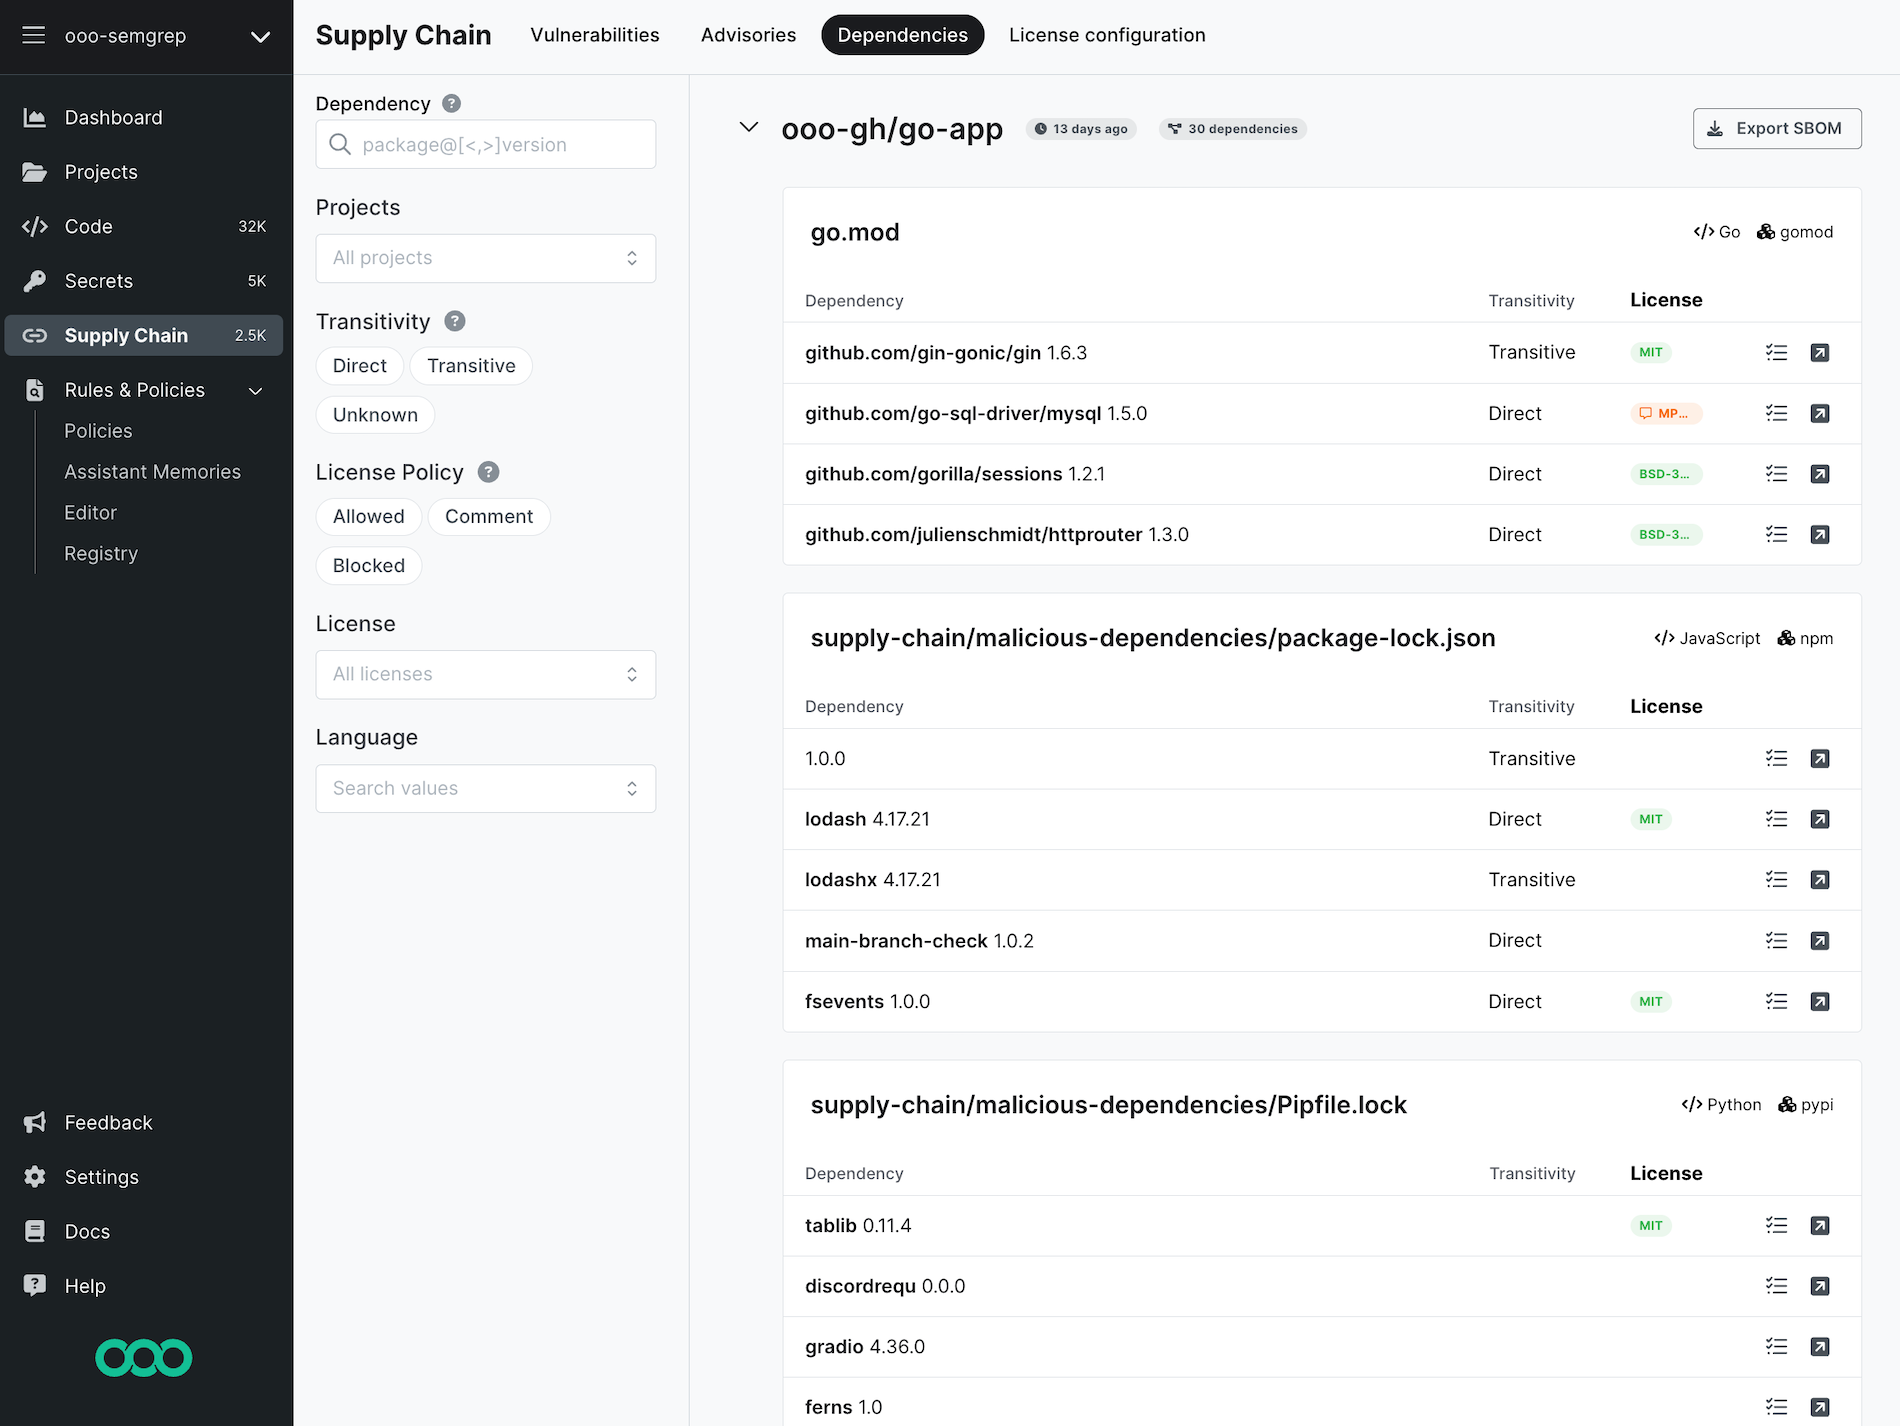 ooo-semgrep
Dashboard
Projects
Code 32K
Secrets 5K
Supply Chain 2.5K
Rules & Policies
Policies
Assistant Memories
Editor
Registry
Feedback
Settings
Docs
Help
Supply Chain Vulnerabilities Advisories Dependencies License configuration
Dependency ?
package@[<,>]version
Projects
All projects
Transitivity ?
Direct Transitive
Unknown
License Policy ?
Allowed Comment
Blocked
License
All licenses
Language
Search values
ooo-gh/go-app 13 days ago 30 dependencies Export SBOM
go.mod </> Go gomod
Dependency Transitivity License
github.com/gin-gonic/gin 1.6.3 Transitive MIT
github.com/go-sql-driver/mysql 1.5.0 Direct MP...
github.com/gorilla/sessions 1.2.1 Direct BSD-3...
github.com/julienschmidt/httprouter 1.3.0 Direct BSD-3...
supply-chain/malicious-dependencies/package-lock.json </> JavaScript npm
Dependency Transitivity License
1.0.0 Transitive
lodash 4.17.21 Direct MIT
lodashx 4.17.21 Transitive
main-branch-check 1.0.2 Direct
fsevents 1.0.0 Direct MIT
supply-chain/malicious-dependencies/Pipfile.lock </> Python pypi
Dependency Transitivity License
tablib 0.11.4 MIT
discordrequ 0.0.0
gradio 4.36.0
ferns 1.0